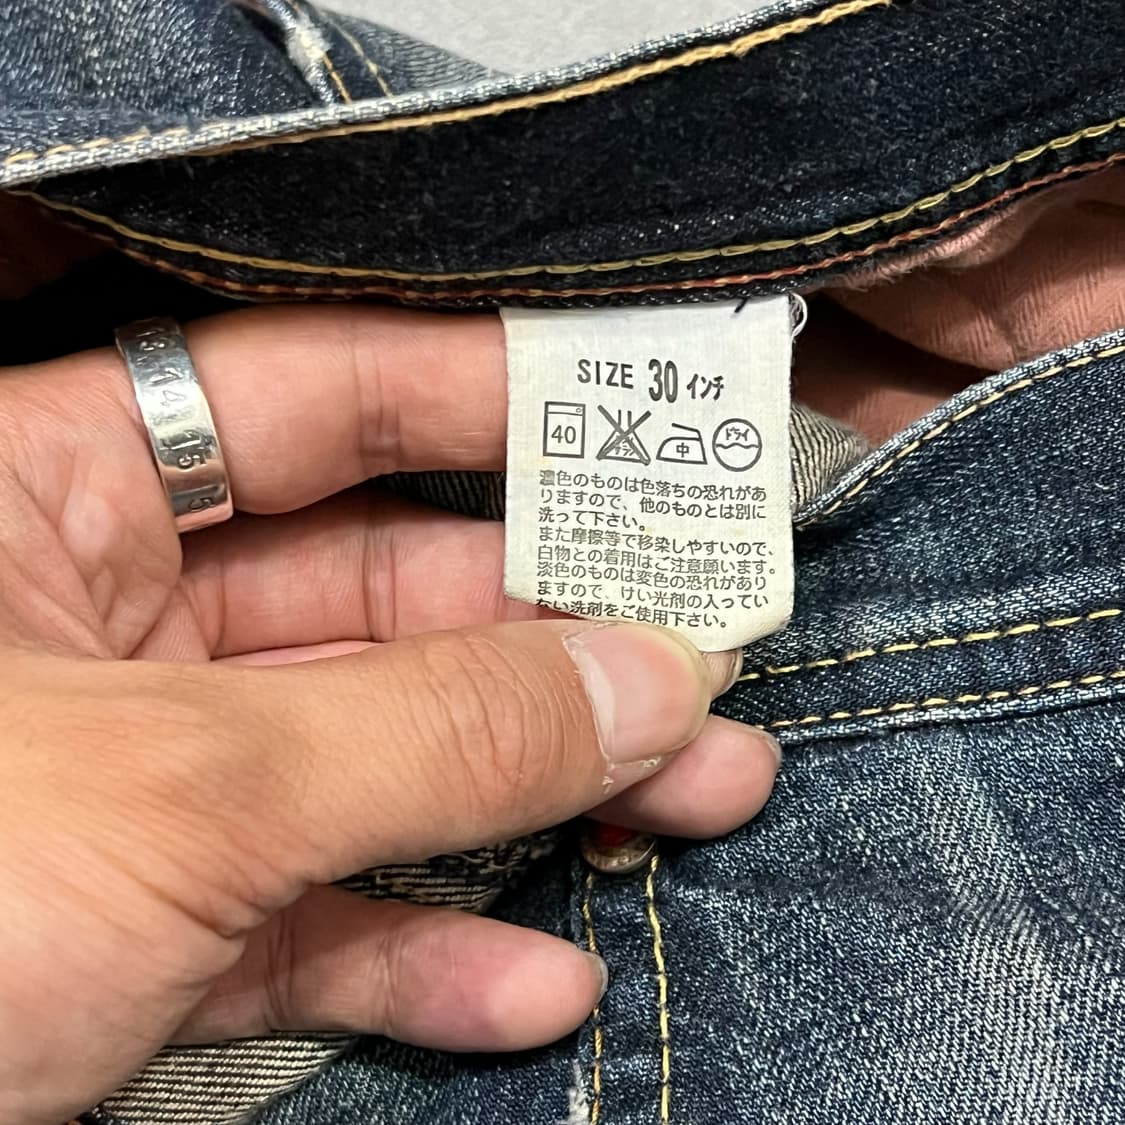 SIZE 30 インチ
40 中 ドライ
濃色のものは色落ちの恐れがあ
りますので、他のものとは別に
洗って下さい。
また摩擦等で移染しやすいので、
白物との着用はご注意願います。
淡色のものは変色の恐れがあり
ますので、けい光剤の入ってい
ない洗剤をご使用下さい。
13 14 15 5